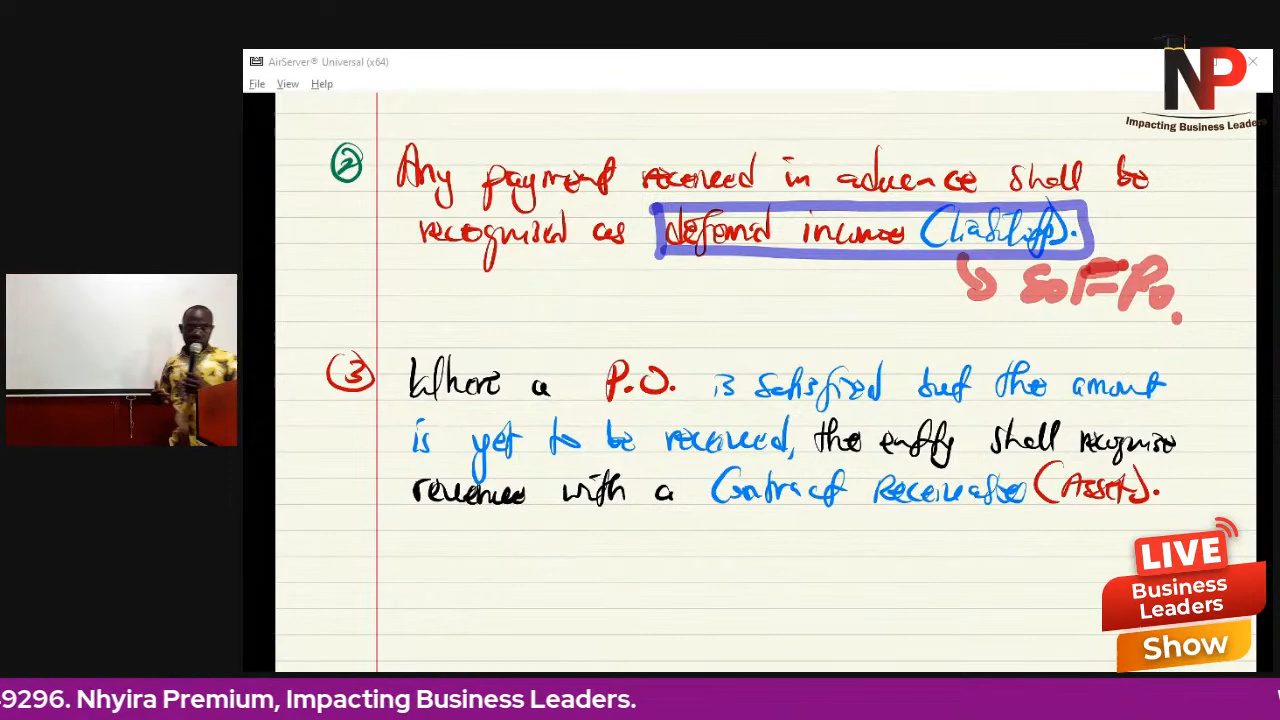 NP
Impacting Business Leaders
AirServer® Universal (x64)
File View Help
② Any payment received in advance shall be
recognised as deferred income (Liability).
SoFPo.
③ Where a P.O. is satisfied but the amount
is yet to be received, the entity shall recognise
revenue with a Contract Receivable (Asset).
LIVE
Business
Leaders
Show
49296. Nhyira Premium, Impacting Business Leaders.